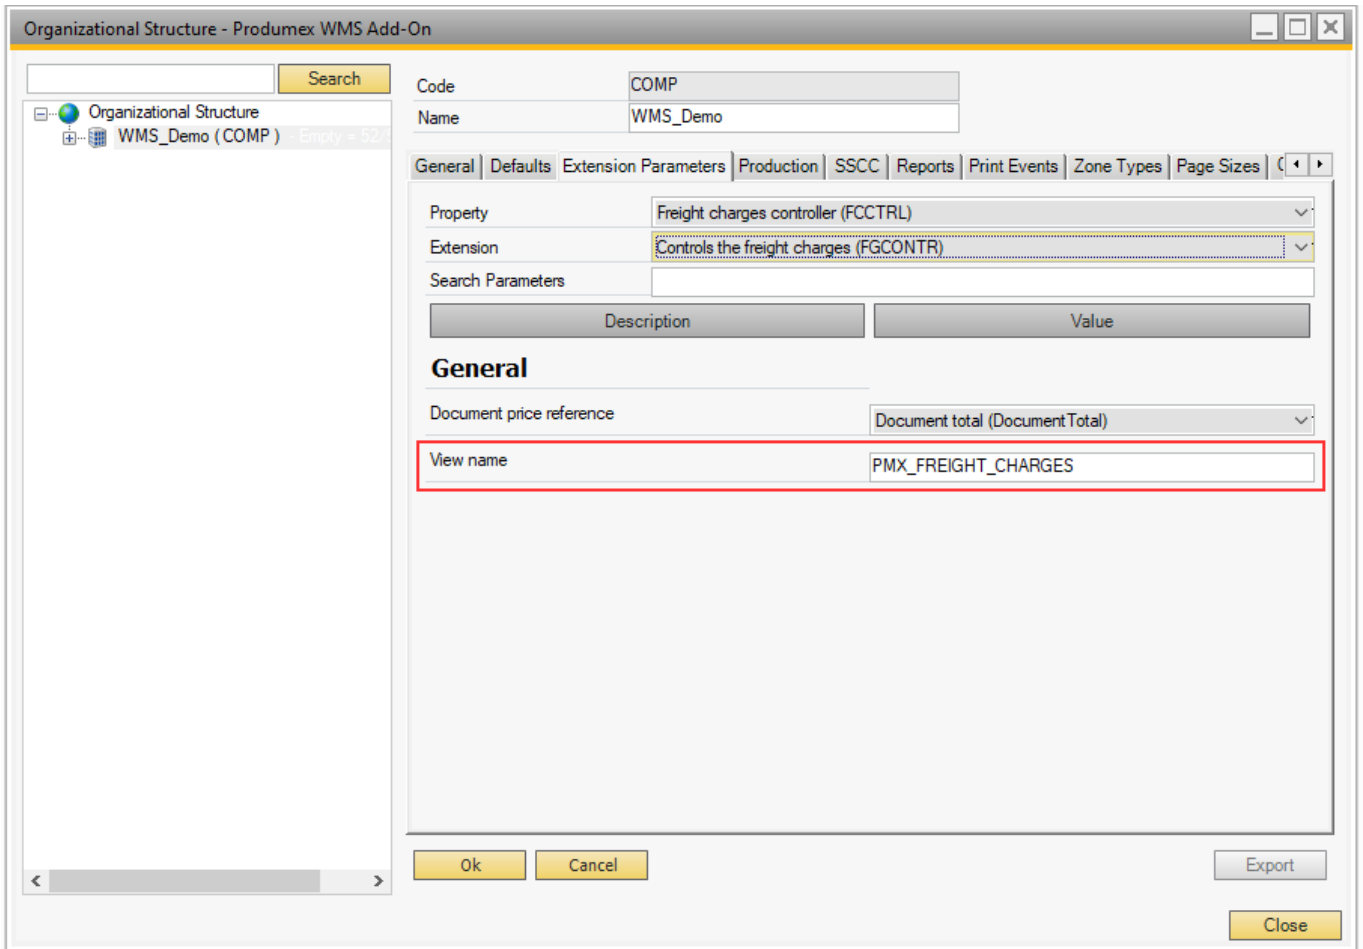 Organizational Structure - Produmex WMS Add-On
Search
Organizational Structure
WMS_Demo ( COMP ) - Empty = 52/
Code COMP
Name WMS_Demo
General Defaults Extension Parameters Production SSCC Reports Print Events Zone Types Page Sizes
Property Freight charges controller (FCCTRL)
Extension Controls the freight charges (FGCONTR)
Search Parameters
Description Value
General
Document price reference Document total (DocumentTotal)
View name PMX_FREIGHT_CHARGES
Ok Cancel Export
Close